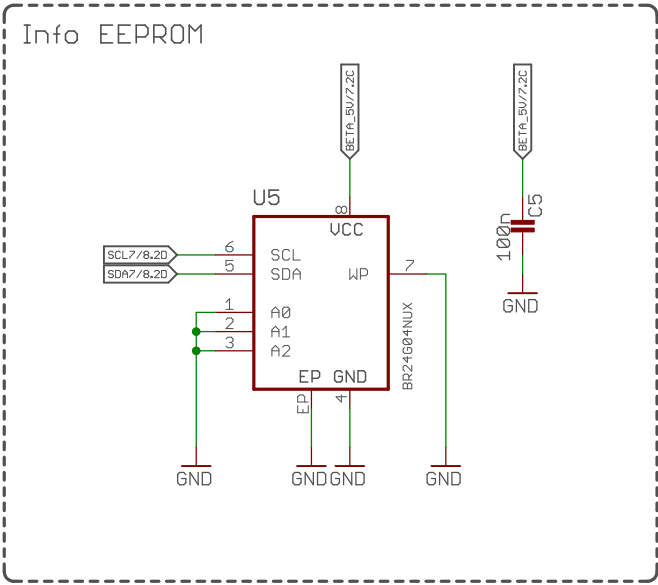 Info EEPROM
BETA_5V/7.2C
BETA_5V/7.2C
U5
8
VCC
C5
100n
SCL7/8.2D
6
SCL
SDA7/8.2D
5
SDA
WP
7
GND
1
A0
2
A1
3
A2
BR24G04NUX
EP
GND
EP
4
GND
GND
GND
GND